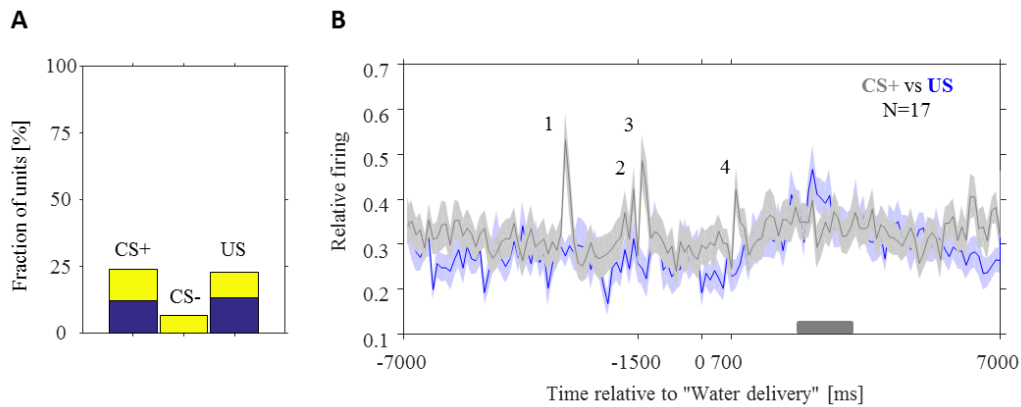 A
B
Fraction of units [%]
100
75
50
25
0
CS+
CS-
US
Relative firing
0.7
0.6
0.5
0.4
0.3
0.2
0.1
CS+ vs US
N=17
1
2
3
4
-7000
-1500
0
700
7000
Time relative to "Water delivery" [ms]